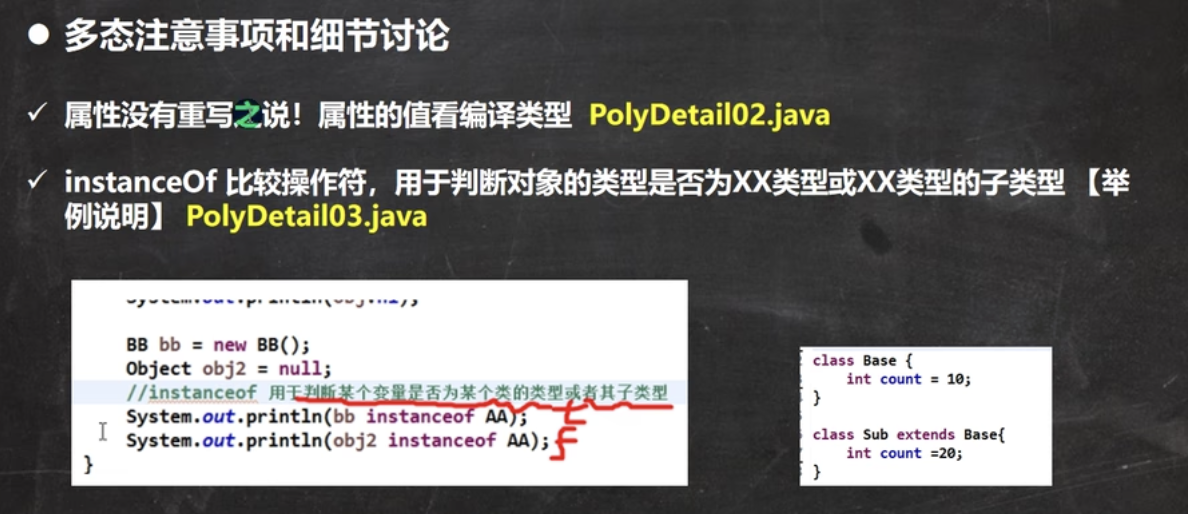 ● 多态注意事项和细节讨论
✓ 属性没有重写之说！属性的值看编译类型 PolyDetail02.java
✓ instanceOf 比较操作符，用于判断对象的类型是否为XX类型或XX类型的子类型 【举
例说明】 PolyDetail03.java
System.out.println(obj.n1);
BB bb = new BB();
Object obj2 = null;
//instanceof 用于判断某个变量是否为某个类的类型或者其子类型
System.out.println(bb instanceof AA); t
System.out.println(obj2 instanceof AA); f
}
class Base {
int count = 10;
}
class Sub extends Base{
int count =20;
}